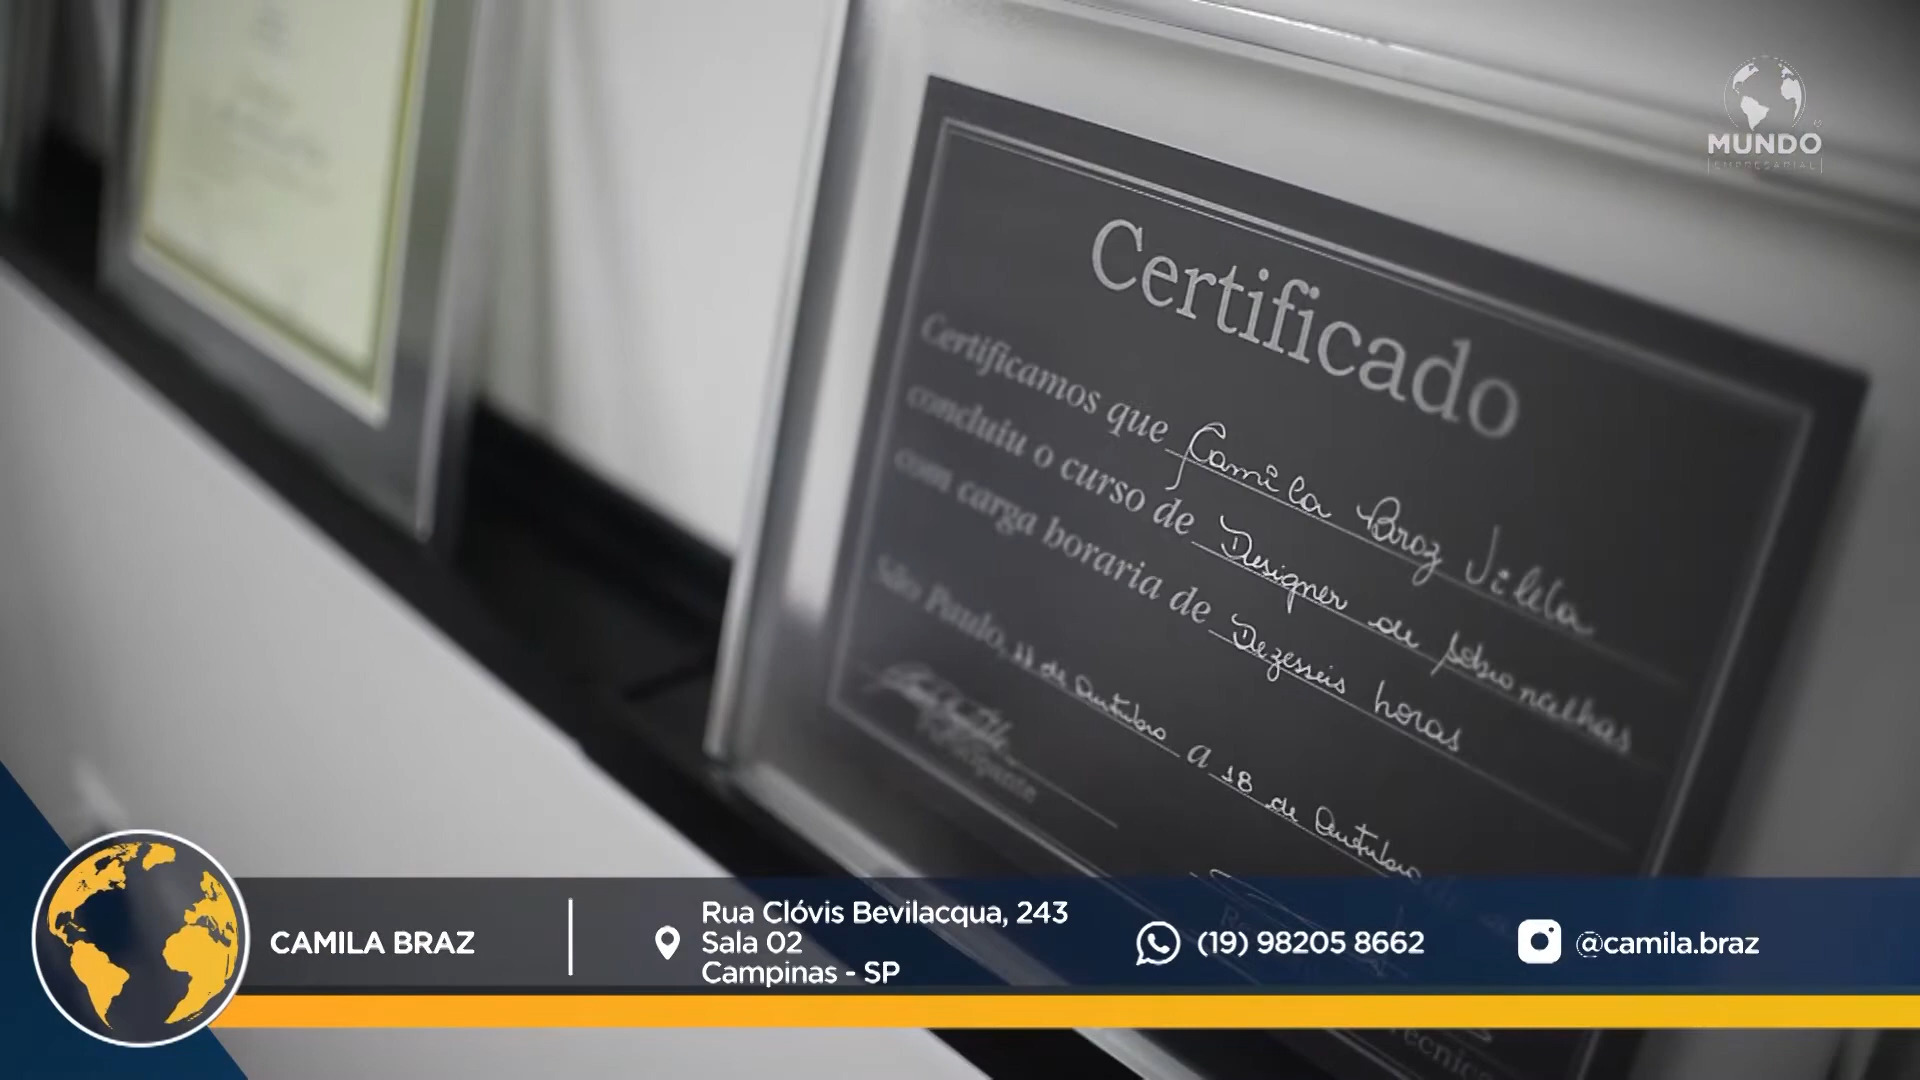 MUNDO
EMPRESARIAL
Certificado
Certificamos que Camila Braz Vilela
concluiu o curso de Designer de sobrancelhas
com carga horaria de Dezesseis horas
São Paulo, 11 de Outubro A 18 de Outubro
Participante
CAMILA BRAZ
Rua Clóvis Bevilacqua, 243
Sala 02
Campinas - SP
(19) 98205 8662
@camila.braz